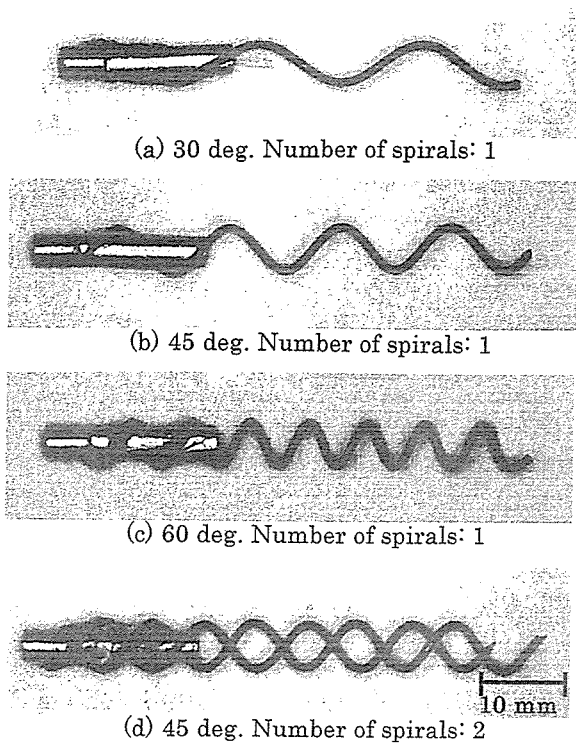 (a) 30 deg. Number of spirals: 1
(b) 45 deg. Number of spirals: 1
(c) 60 deg. Number of spirals: 1
10 mm
(d) 45 deg. Number of spirals: 2